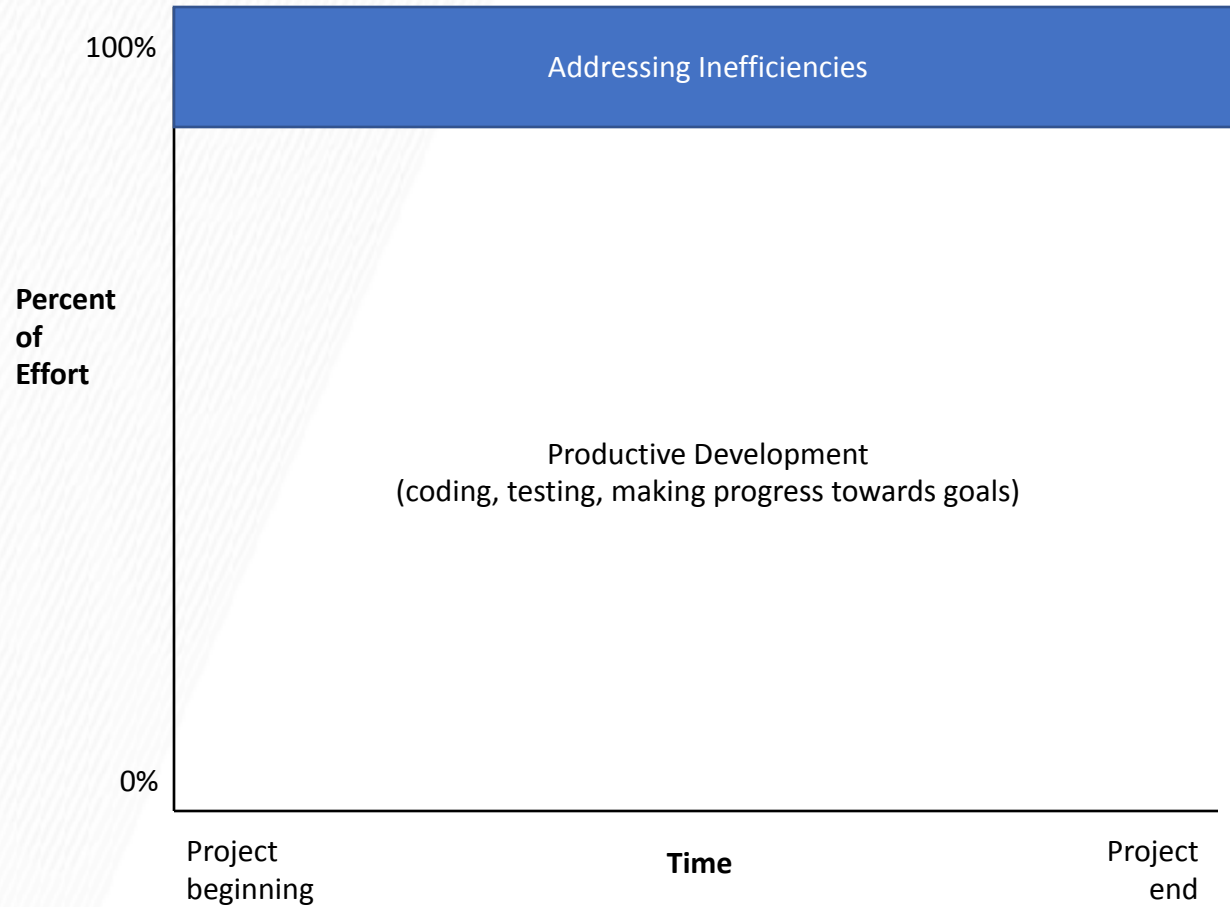 100%
Addressing Inefficiencies
Percent
of
Effort
Productive Development
(coding, testing, making progress towards goals)
0%
Project
beginning
Time
Project
end